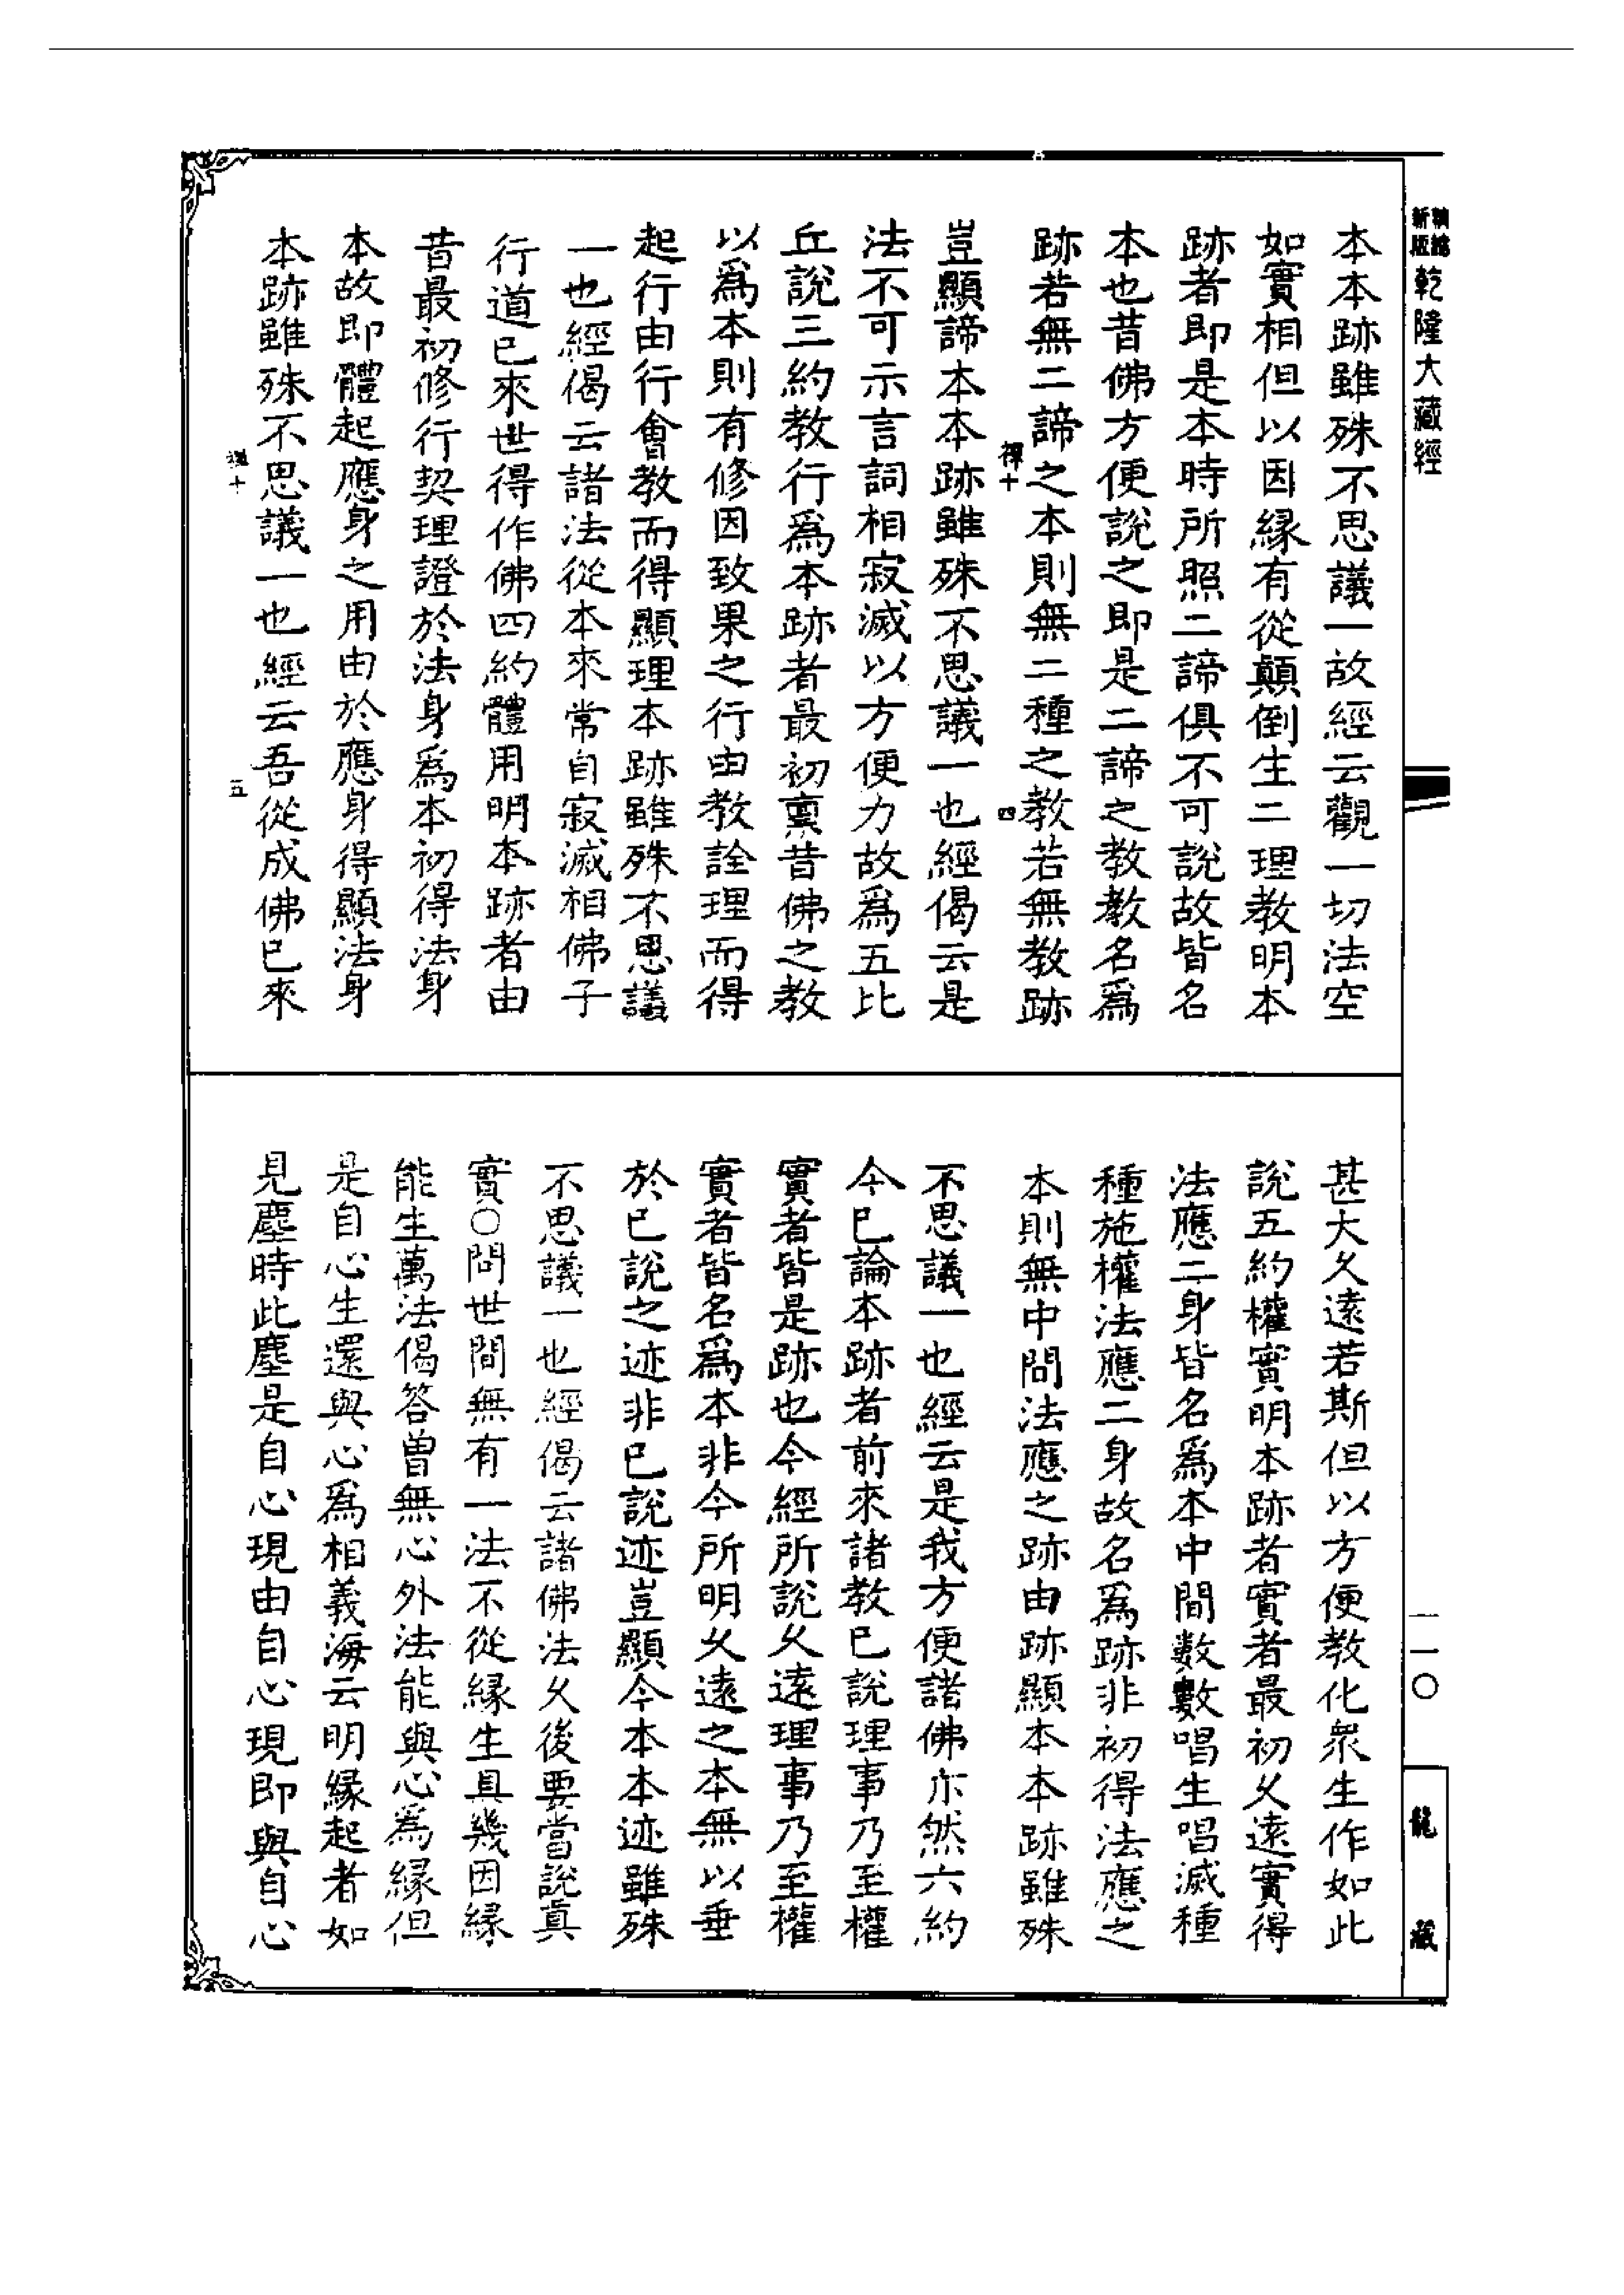 新編
縮版
乾隆大藏經
本本跡雖殊不思議一故經云觀一切法空
如實相但以因緣有從顛倒生二理教明本
跡者即是本時所照二諦俱不可說故皆名
本也昔佛方便說之即是二諦之教教名爲
跡若無二諦之本則無二種之教若無教跡
禪十
四
豈顯諦本本跡雖殊不思議一也經偈云是
法不可示言詞相寂滅以方便力故爲五比
丘說三約教行爲本跡者最初稟昔佛之教
以爲本則有修因致果之行由教詮理而得
起行由行會教而得顯理本跡雖殊不思議
一也經偈云諸法從本來常自寂滅相佛子
行道已來世得作佛四約體用明本跡者由
昔最初修行契理證於法身爲本初得法身
本故即體起應身之用由於應身得顯法身
本跡雖殊不思議一也經云吾從成佛已來
禪十
五
甚大久遠若斯但以方便教化衆生作如此
說五約權實明本跡者實者最初久遠實得
法應二身皆名爲本中間數數唱生唱滅種
種施權法應二身故名爲跡非初得法應之
本則無中間法應之跡由跡顯本本跡雖殊
不思議一也經云是我方便諸佛亦然六約
今已論本跡者前來諸教已說理事乃至權
實者皆是跡也今經所說久遠理事乃至權
實者皆名爲本非今所明久遠之本無以垂
於已說之迹非已說迹豈顯今本本迹雖殊
不思議一也經偈云諸佛法久後要當說眞
實○問世間無有一法不從緣生具幾因緣
能生萬法偈答曾無心外法能與心爲緣但
是自心生還與心爲相義海云明緣起者如
見塵時此塵是自心現由自心現即與自心
一一○
龍藏